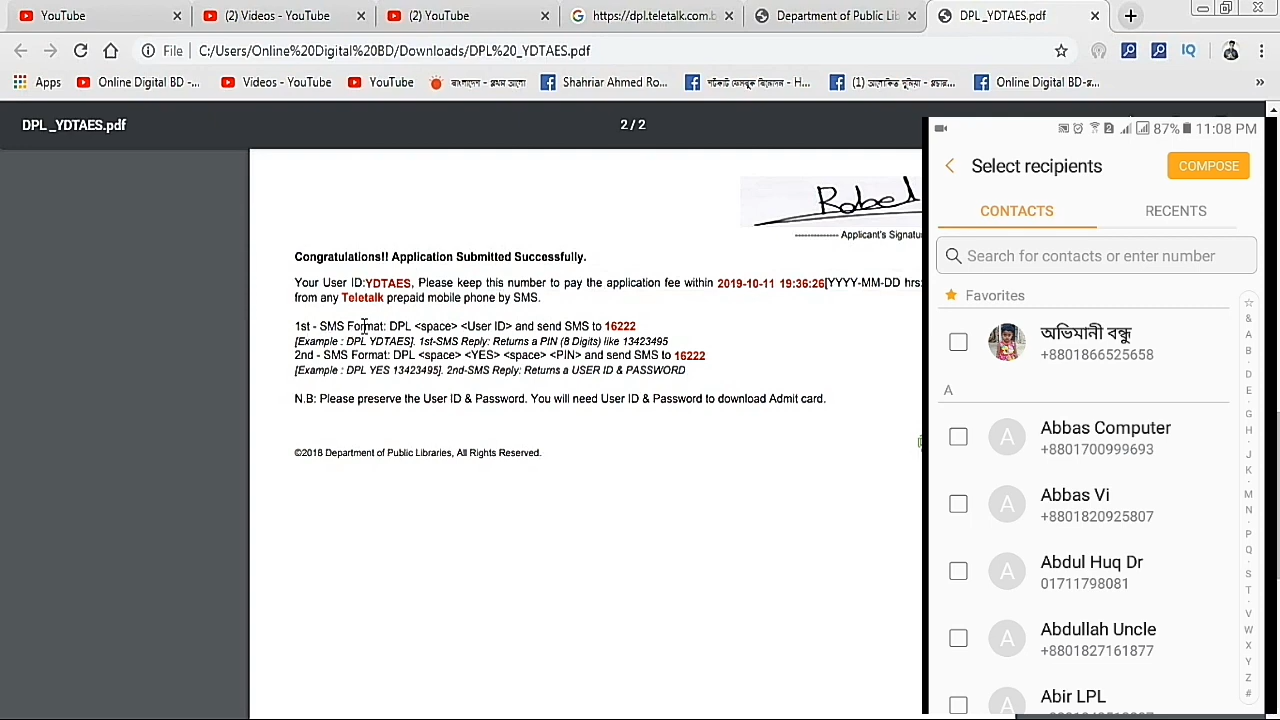 YouTube
(2) Videos - YouTube
(2) YouTube
https://dpl.teletalk.com.b
Department of Public Lib
DPL_YDTAES.pdf
File
C:/Users/Online%20Digital%20BD/Downloads/DPL%20_YDTAES.pdf
IQ
Apps
Online Digital BD -...
Videos - YouTube
YouTube
Shahriar Ahmed Ro...
Online Digital BD-...
DPL_YDTAES.pdf
2 / 2
Robel
------------- Applicant's Signatu
Congratulations!! Application Submitted Successfully.
Your User ID:YDTAES, Please keep this number to pay the application fee within 2019-10-11 19:36:26[YYYY-MM-DD hrs:
from any Teletalk prepaid mobile phone by SMS.
1st - SMS Format: DPL <space> <User ID> and send SMS to 16222
[Example : DPL YDTAES]. 1st-SMS Reply: Returns a PIN (8 Digits) like 13423495
2nd - SMS Format: DPL <space> <YES> <space> <PIN> and send SMS to 16222
[Example : DPL YES 13423495]. 2nd-SMS Reply: Returns a USER ID & PASSWORD
N.B: Please preserve the User ID & Password. You will need User ID & Password to download Admit card.
©2018 Department of Public Libraries, All Rights Reserved.
87% 11:08 PM
Select recipients
COMPOSE
CONTACTS
RECENTS
Search for contacts or enter number
Favorites
অভিমানী বন্ধু
+8801866525658
A
A
Abbas Computer
+8801700999693
A
Abbas Vi
+8801820925807
A
Abdul Huq Dr
01711798081
A
Abdullah Uncle
+8801827161877
A
Abir LPL
&
A
B
D
E
G
H
J
K
M
N
P
Q
S
T
V
W
X
Y
Z
#